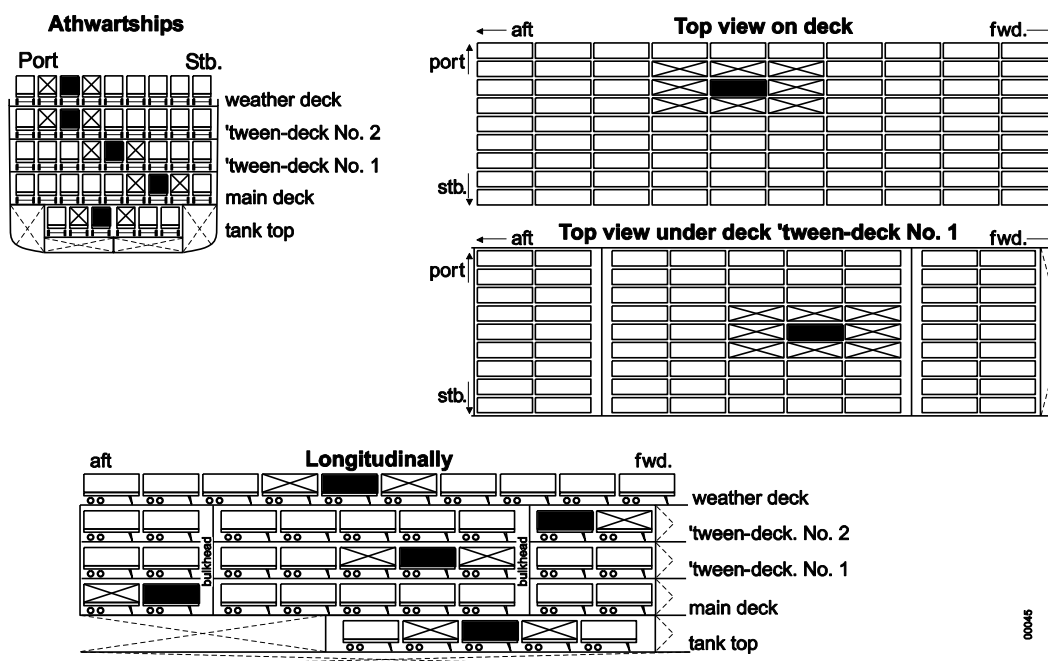 Athwartships
Port Stb.
weather deck
'tween-deck No. 2
'tween-deck No. 1
main deck
tank top
aft Top view on deck fwd.
port
stb.
aft Top view under deck 'tween-deck No. 1 fwd.
port
stb.
aft Longitudinally fwd.
weather deck
'tween-deck. No. 2
'tween-deck. No. 1
main deck
tank top
bulkhead
bulkhead
00045